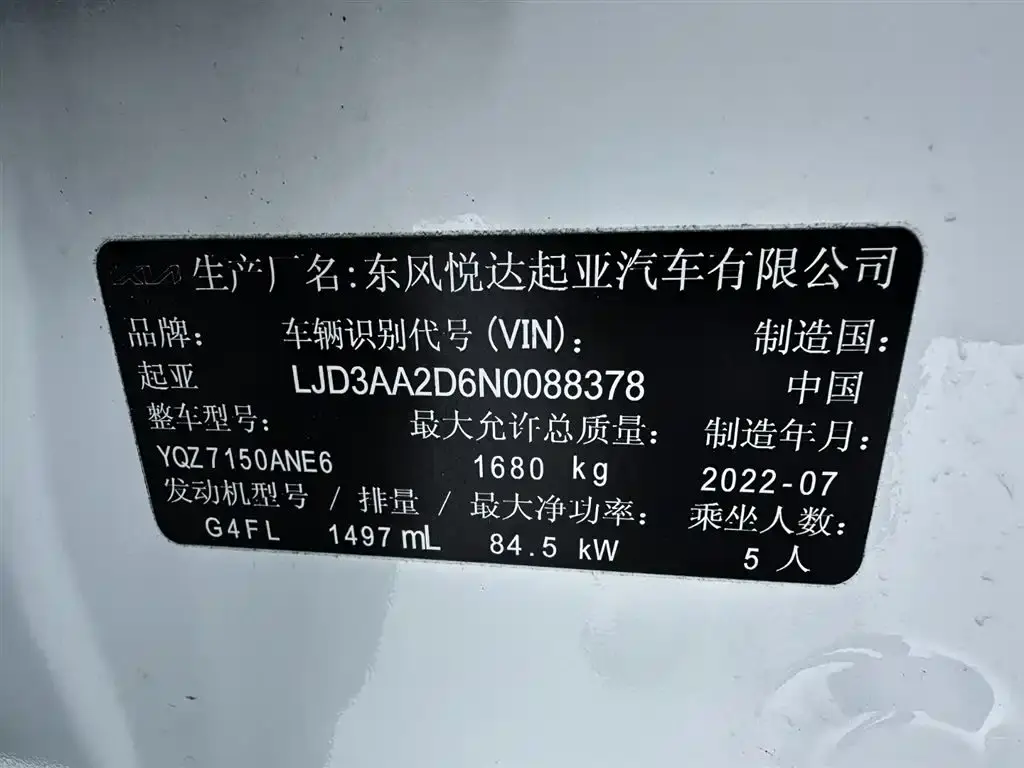 KIA 生产厂名:东风悦达起亚汽车有限公司
品牌: 车辆识别代号(VIN): 制造国:
起亚 LJD3AA2D6N0088378 中国
整车型号: 最大允许总质量: 制造年月:
YQZ7150ANE6 1680 kg 2022-07
发动机型号 / 排量 / 最大净功率: 乘坐人数:
G4FL 1497 mL 84.5 kW 5 人